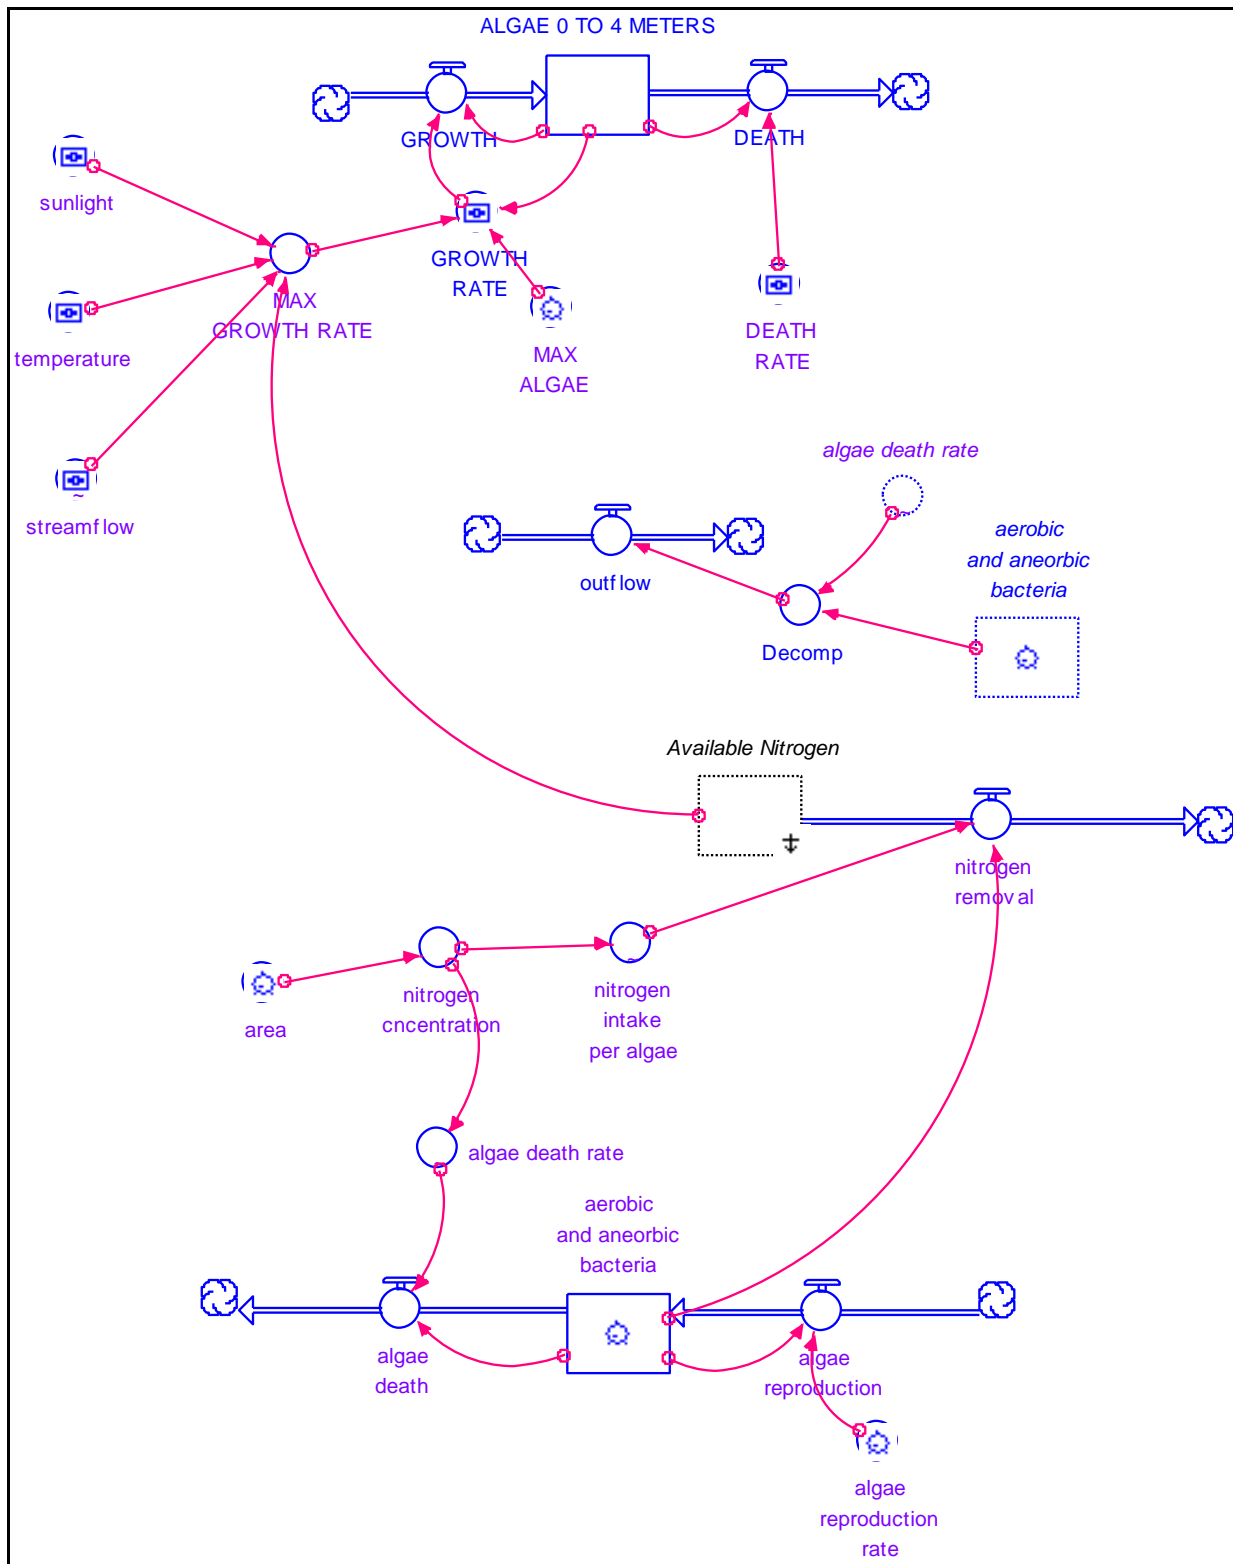 ALGAE 0 TO 4 METERS
GROWTH
DEATH
sunlight
GROWTH
RATE
MAX
GROWTH RATE
temperature
MAX
ALGAE
DEATH
RATE
streamflow
~
algae death rate
aerobic
and aneorbic
bacteria
outflow
Decomp
Available Nitrogen
nitrogen
removal
nitrogen
cncentration
~
nitrogen
intake
per algae
area
algae death rate
aerobic
and aneorbic
bacteria
algae
death
algae
reproduction
algae
reproduction
rate